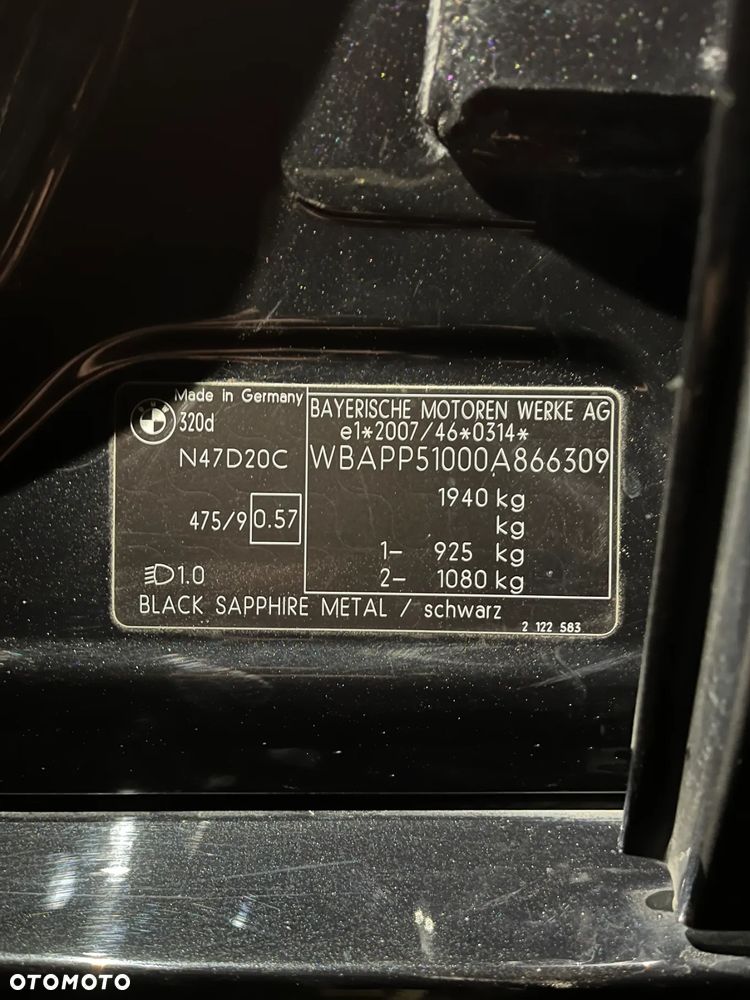 Made in Germany
320d
N47D20C
475/9 0.57
1.0
BAYERISCHE MOTOREN WERKE AG
e1*2007/46*0314*
WBAPP51000A866309
1940 kg
kg
1- 925 kg
2- 1080 kg
BLACK SAPPHIRE METAL / schwarz
2 122 583
OTOMOTO